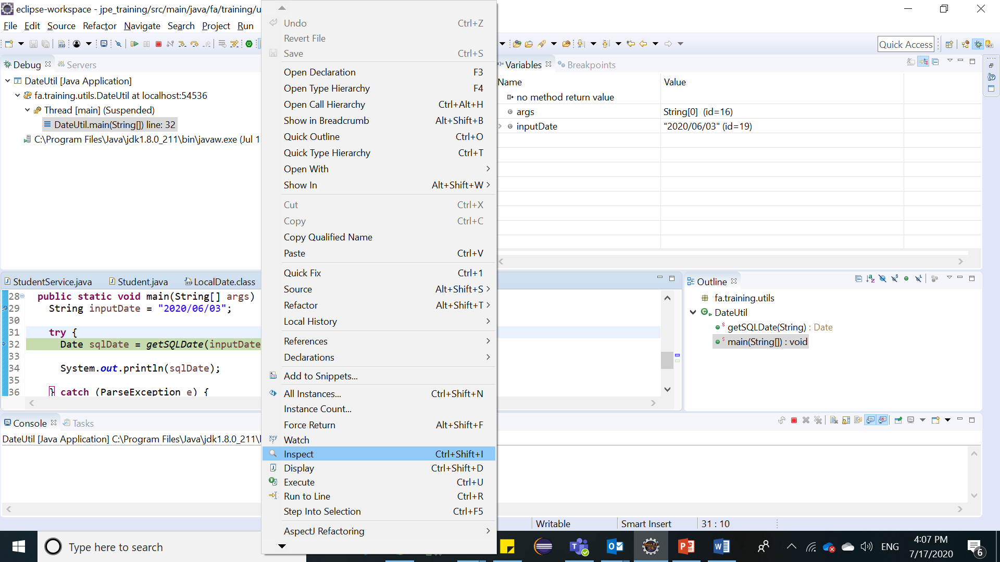 eclipse-workspace - jpe_training/src/main/java/fa/training/u
File Edit Source Refactor Navigate Search Project Run
Quick Access
Debug Servers
DateUtil [Java Application]
fa.training.utils.DateUtil at localhost:54536
Thread [main] (Suspended)
DateUtil.main(String[]) line: 32
C:\Program Files\Java\jdk1.8.0_211\bin\javaw.exe (Jul 1
Undo Ctrl+Z
Revert File
Save Ctrl+S
Open Declaration F3
Open Type Hierarchy F4
Open Call Hierarchy Ctrl+Alt+H
Show in Breadcrumb Alt+Shift+B
Quick Outline Ctrl+O
Quick Type Hierarchy Ctrl+T
Open With
Show In Alt+Shift+W
Cut Ctrl+X
Copy Ctrl+C
Copy Qualified Name
Paste Ctrl+V
Quick Fix Ctrl+1
Source Alt+Shift+S
Refactor Alt+Shift+T
Local History
References
Declarations
Add to Snippets...
All Instances... Ctrl+Shift+N
Instance Count...
Force Return Alt+Shift+F
Watch
Inspect Ctrl+Shift+I
Display Ctrl+Shift+D
Execute Ctrl+U
Run to Line Ctrl+R
Step Into Selection Ctrl+F5
AspectJ Refactoring
Variables Breakpoints
Name Value
no method return value
args String[0] (id=16)
inputDate "2020/06/03" (id=19)
StudentService.java Student.java LocalDate.class
28 public static void main(String[] args)
29 String inputDate = "2020/06/03";
30
31 try {
32 Date sqlDate = getSQLDate(inputDate
33
34 System.out.println(sqlDate);
35
36 } catch (ParseException e) {
Outline
fa.training.utils
DateUtil
getSQLDate(String) : Date
main(String[]) : void
Console Tasks
DateUtil [Java Application] C:\Program Files\Java\jdk1.8.0_211\
Writable Smart Insert 31 : 10
Type here to search
ENG
4:07 PM
7/17/2020
6